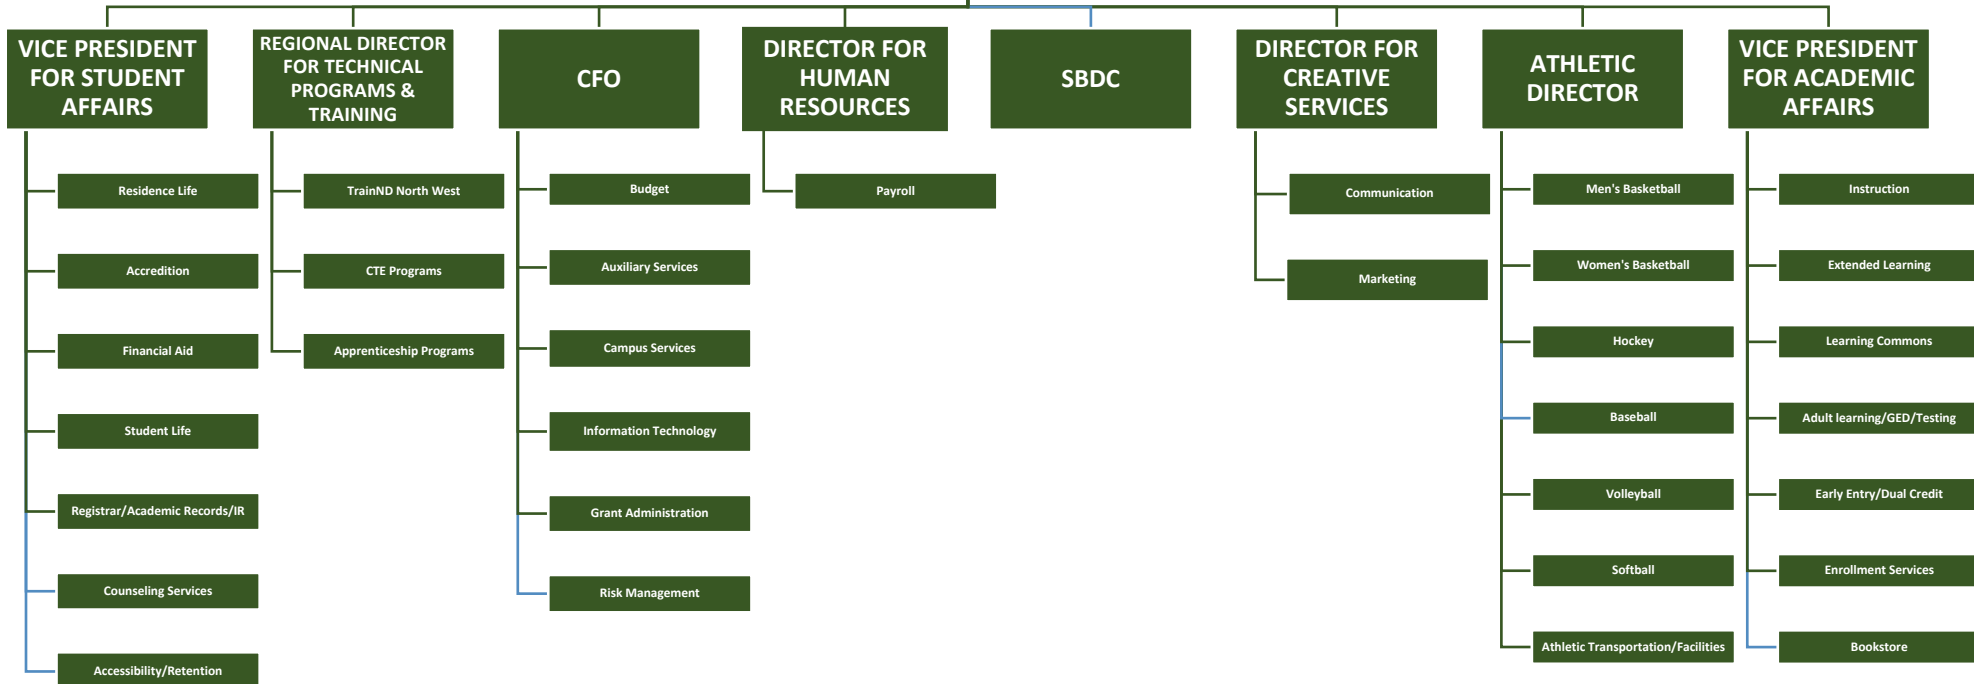 VICE PRESIDENT
FOR STUDENT
AFFAIRS
Residence Life
Accredition
Financial Aid
Student Life
Registrar/Academic Records/IR
Counseling Services
Accessibility/Retention
REGIONAL DIRECTOR
FOR TECHNICAL
PROGRAMS &
TRAINING
TrainND North West
CTE Programs
Apprenticeship Programs
CFO
Budget
Auxiliary Services
Campus Services
Information Technology
Grant Administration
Risk Management
DIRECTOR FOR
HUMAN
RESOURCES
Payroll
SBDC
DIRECTOR FOR
CREATIVE
SERVICES
Communication
Marketing
ATHLETIC
DIRECTOR
Men's Basketball
Women's Basketball
Hockey
Baseball
Volleyball
Softball
Athletic Transportation/Facilities
VICE PRESIDENT
FOR ACADEMIC
AFFAIRS
Instruction
Extended Learning
Learning Commons
Adult learning/GED/Testing
Early Entry/Dual Credit
Enrollment Services
Bookstore